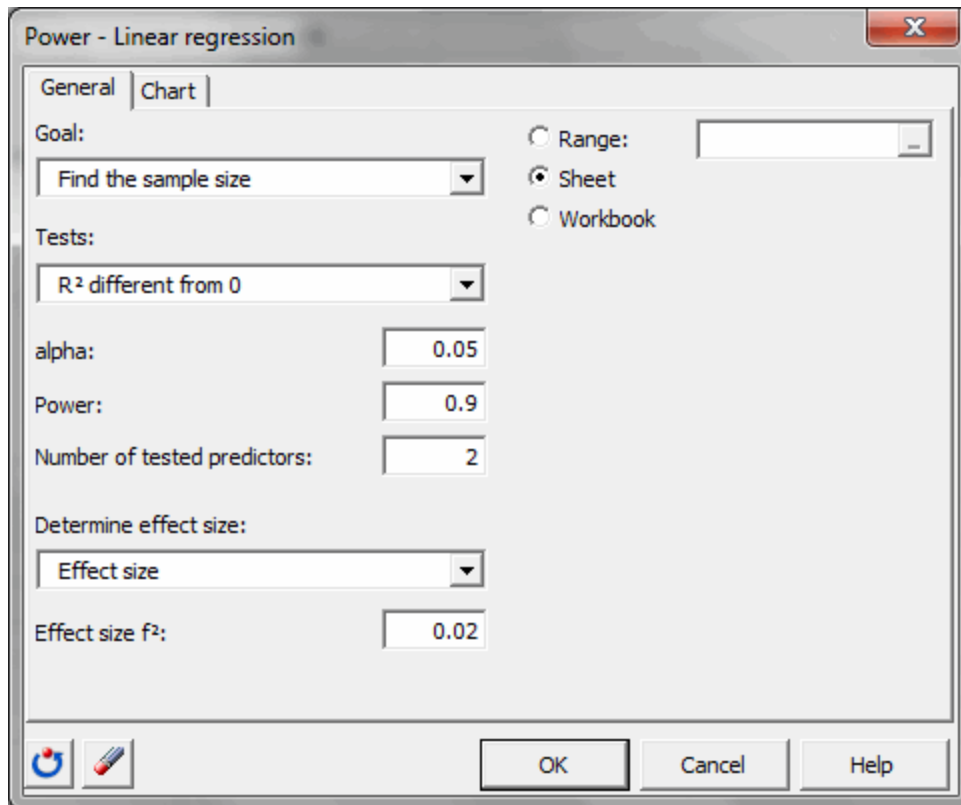 Power - Linear regression
General
Chart
Goal:
Find the sample size
Tests:
R² different from 0
alpha:
0.05
Power:
0.9
Number of tested predictors:
2
Determine effect size:
Effect size
Effect size f²:
0.02
Range:
Sheet
Workbook
OK
Cancel
Help